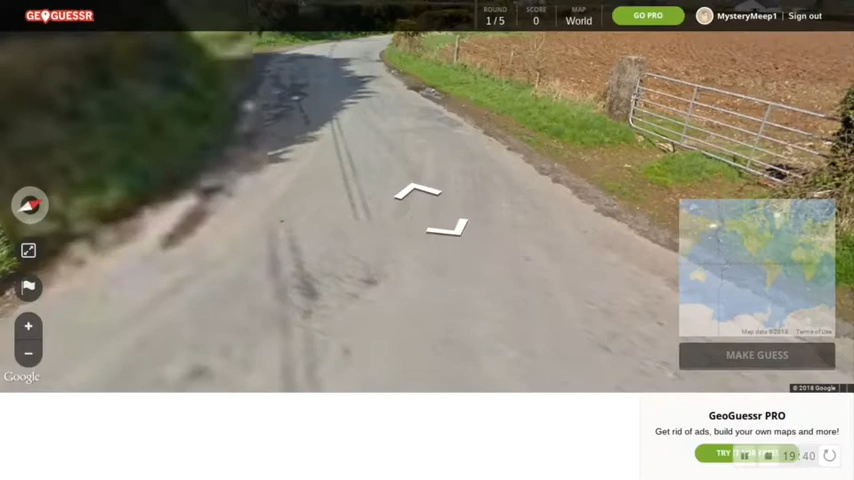 GEOGUESSR
ROUND
1 / 5
SCORE
0
MAP
World
GO PRO
MysteryMeep1
Sign out
Map data ©2018
Terms of Use
MAKE GUESS
Google
© 2018 Google
GeoGuessr PRO
Get rid of ads, build your own maps and more!
TRY
19:40